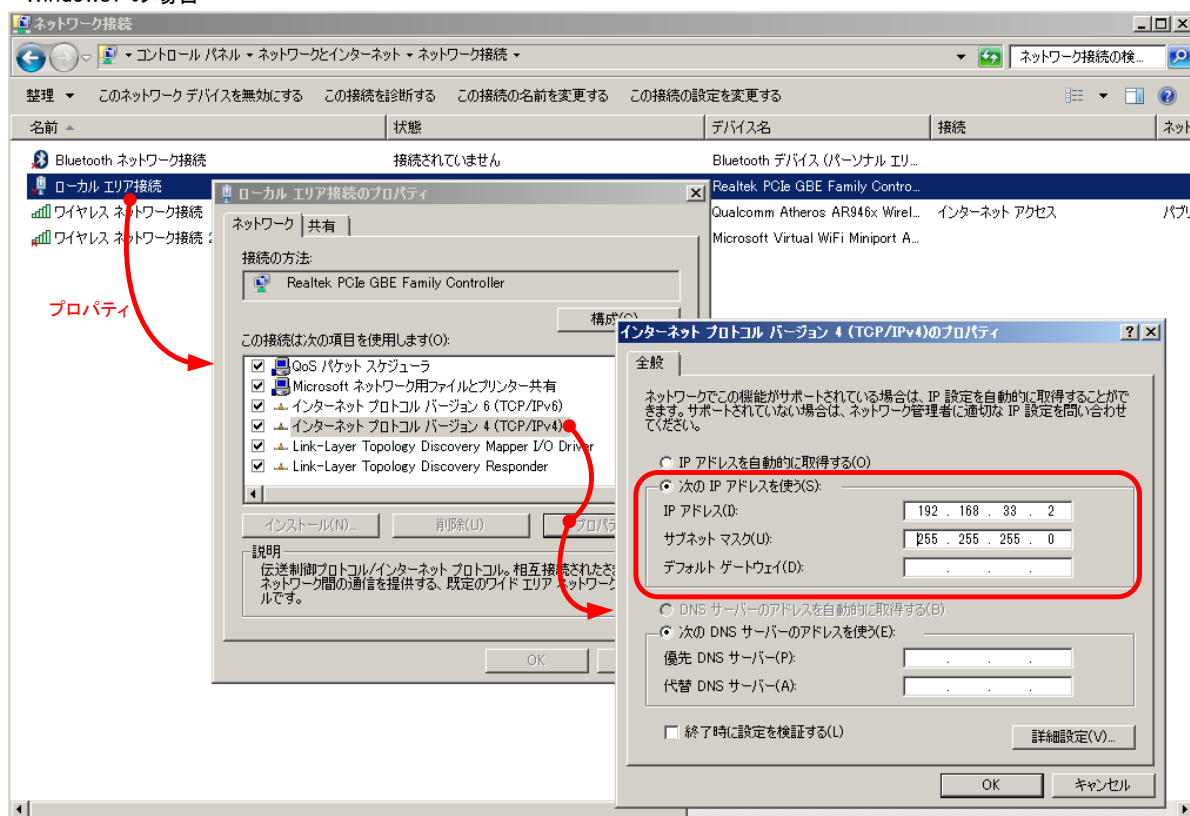 ネットワーク接続
コントロール パネル ネットワークとインターネット ネットワーク接続
ネットワーク接続の検...
整理 このネットワーク デバイスを無効にする この接続を診断する この接続の名前を変更する この接続の設定を変更する
名前 状態 デバイス名 接続 ネット
Bluetooth ネットワーク接続 接続されていません Bluetooth デバイス (パーソナル エリ...
ローカル エリア接続 Realtek PCIe GBE Family Contro...
ワイヤレス ネットワーク接続 Qualcomm Atheros AR946x Wirel... インターネット アクセス パブリ
ワイヤレス ネットワーク接続 2 Microsoft Virtual WiFi Miniport A...
プロパティ
ローカル エリア接続のプロパティ
ネットワーク 共有
接続の方法:
Realtek PCIe GBE Family Controller
この接続は次の項目を使用します(O):
QoS パケット スケジューラ
Microsoft ネットワーク用ファイルとプリンター共有
インターネット プロトコル バージョン 6 (TCP/IPv6)
インターネット プロトコル バージョン 4 (TCP/IPv4)
Link-Layer Topology Discovery Mapper I/O Driver
Link-Layer Topology Discovery Responder
インストール(N)... 削除(U) プロパ
説明
伝送制御プロトコル/インターネット プロトコル。相互接続されたさ
ネットワーク間の通信を提供する、既定のワイド エリア ネットワーク
ルです。
OK
インターネット プロトコル バージョン 4 (TCP/IPv4)のプロパティ
全般
ネットワークでこの機能がサポートされている場合は、IP 設定を自動的に取得することがで
きます。サポートされていない場合は、ネットワーク管理者に適切な IP 設定を問い合わせ
てください。
IP アドレスを自動的に取得する(O)
次の IP アドレスを使う(S):
IP アドレス(I): 192 . 168 . 33 . 2
サブネット マスク(U): 255 . 255 . 255 . 0
デフォルト ゲートウェイ(D): . . .
DNS サーバーのアドレスを自動的に取得する(B)
次の DNS サーバーのアドレスを使う(E):
優先 DNS サーバー(P): . . .
代替 DNS サーバー(A): . . .
終了時に設定を検証する(L)
詳細設定(V)...
OK キャンセル